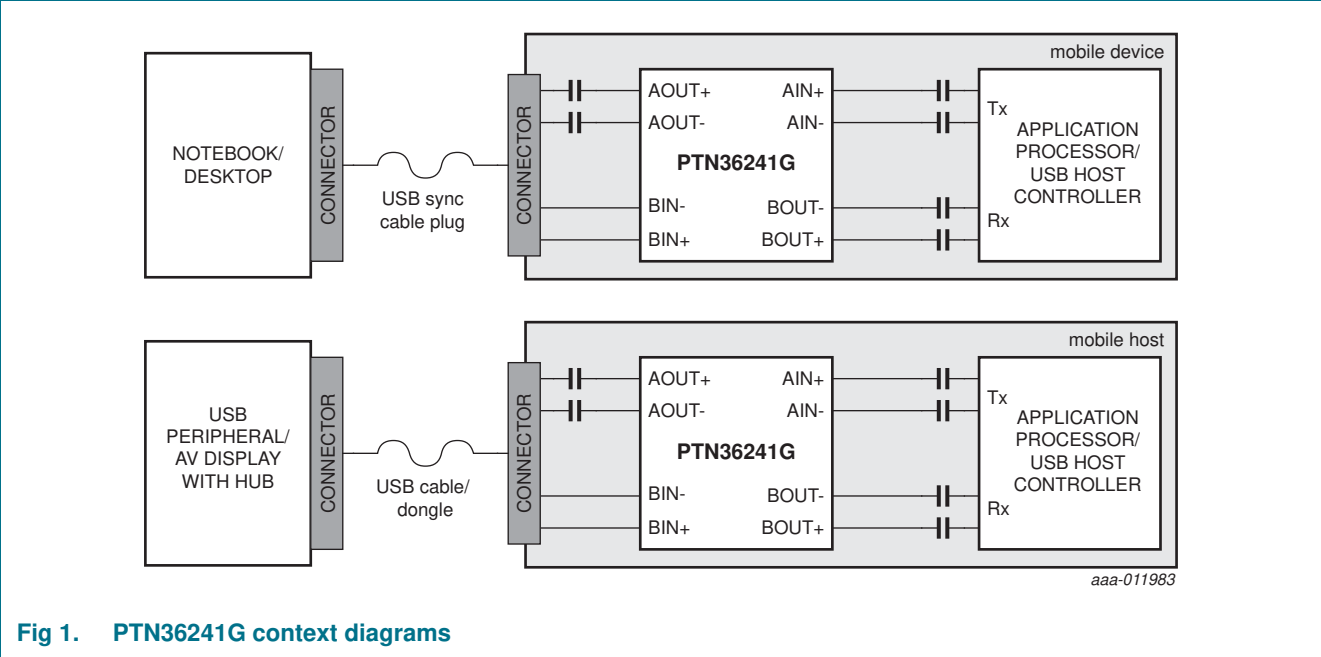 mobile device
NOTEBOOK/
DESKTOP
CONNECTOR
USB sync
cable plug
CONNECTOR
AOUT+
AOUT-
AIN+
AIN-
PTN36241G
BIN-
BIN+
BOUT-
BOUT+
Tx
APPLICATION
PROCESSOR/
USB HOST
CONTROLLER
Rx
mobile host
USB
PERIPHERAL/
AV DISPLAY
WITH HUB
CONNECTOR
USB cable/
dongle
CONNECTOR
AOUT+
AOUT-
AIN+
AIN-
PTN36241G
BIN-
BIN+
BOUT-
BOUT+
Tx
APPLICATION
PROCESSOR/
USB HOST
CONTROLLER
Rx
aaa-011983
Fig 1. PTN36241G context diagrams